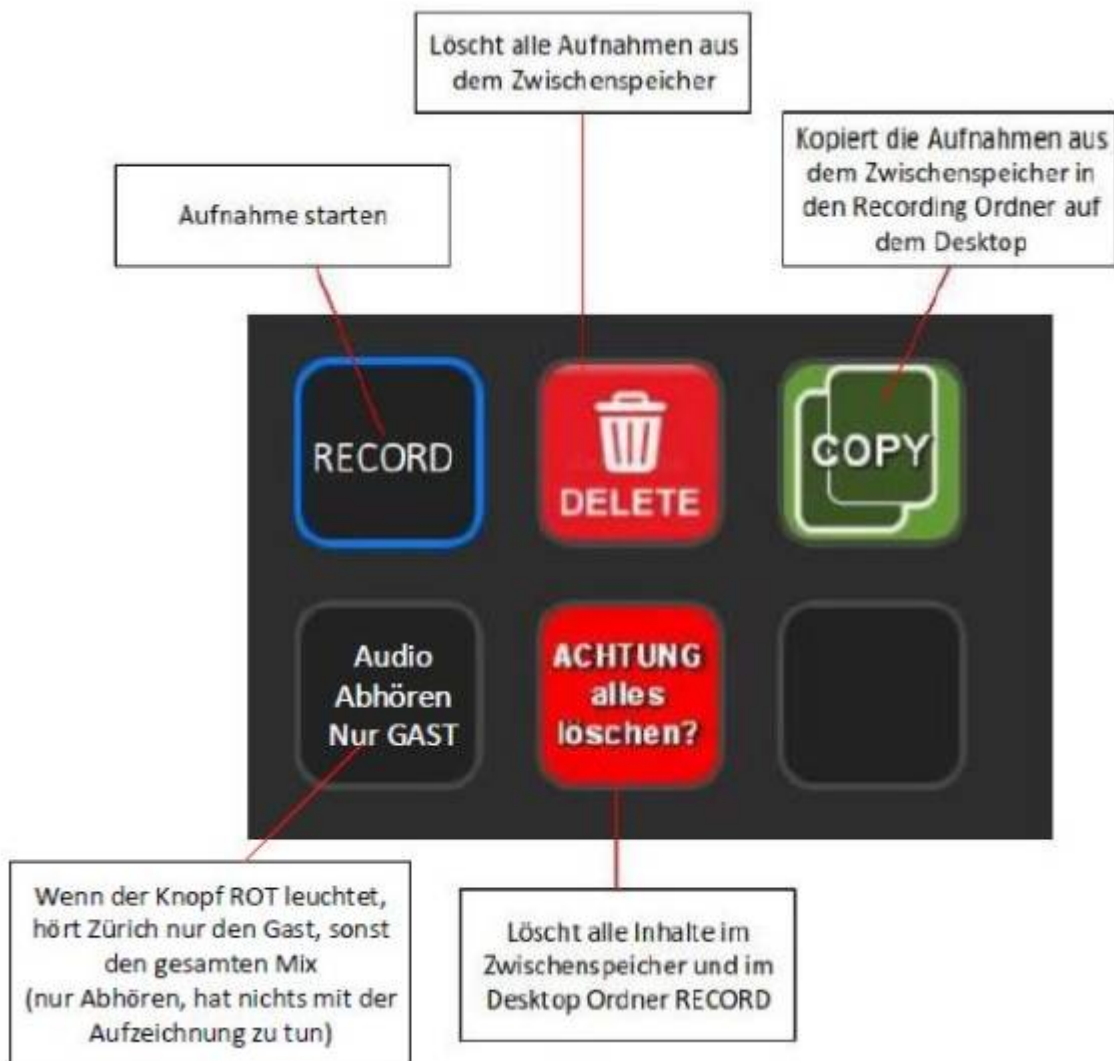 Löscht alle Aufnahmen aus
dem Zwischenspeicher
Kopiert die Aufnahmen aus
dem Zwischenspeicher in
den Recording Ordner auf
dem Desktop
Aufnahme starten
RECORD
DELETE
COPY
Audio
Abhören
Nur GAST
ACHTUNG
alles
löschen?
Wenn der Knopf ROT leuchtet,
hört Zürich nur den Gast, sonst
den gesamten Mix
(nur Abhören, hat nichts mit der
Aufzeichnung zu tun)
Löscht alle Inhalte im
Zwischenspeicher und im
Desktop Ordner RECORD